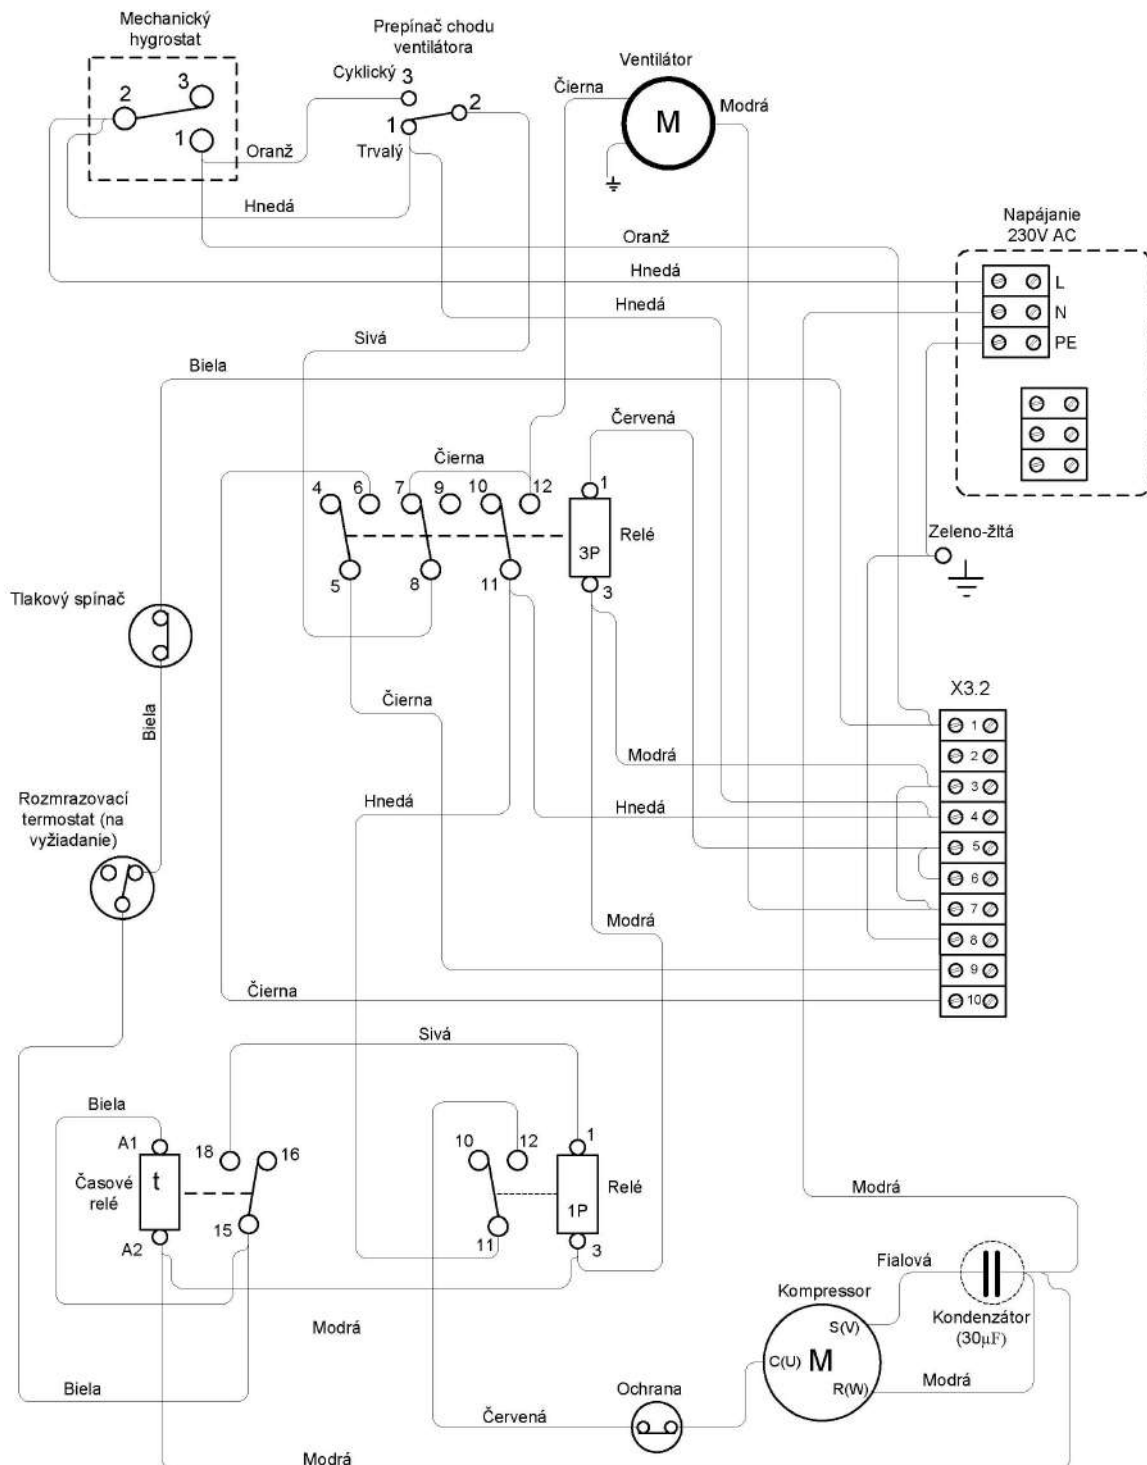 Mechanický
hygrostat
Prepínač chodu
ventilátora
Ventilátor
Cyklický
3
3
2
2
Čierna
Modrá
M
1
1
Oranž
Trvalý
Hnedá
Napájanie
230V AC
Oranž
Hnedá
L
Hnedá
N
Sivá
PE
Biela
Červená
Čierna
4
6
7
9
10
12
1
Relé
3P
Zeleno-žltá
5
8
11
3
Tlakový spínač
X3.2
Čierna
Biela
1
Modrá
2
3
Rozmrazovací
termostat (na
vyžiadanie)
Hnedá
Hnedá
4
5
6
7
Modrá
8
9
Čierna
10
Sivá
Biela
A1
18
16
10
12
1
t
Časové
relé
Relé
1P
Modrá
15
11
3
A2
Fialová
Kompressor
Kondenzátor
(30µF)
Modrá
S(V)
C(U)
M
R(W)
Modrá
Biela
Ochrana
Červená
Modrá